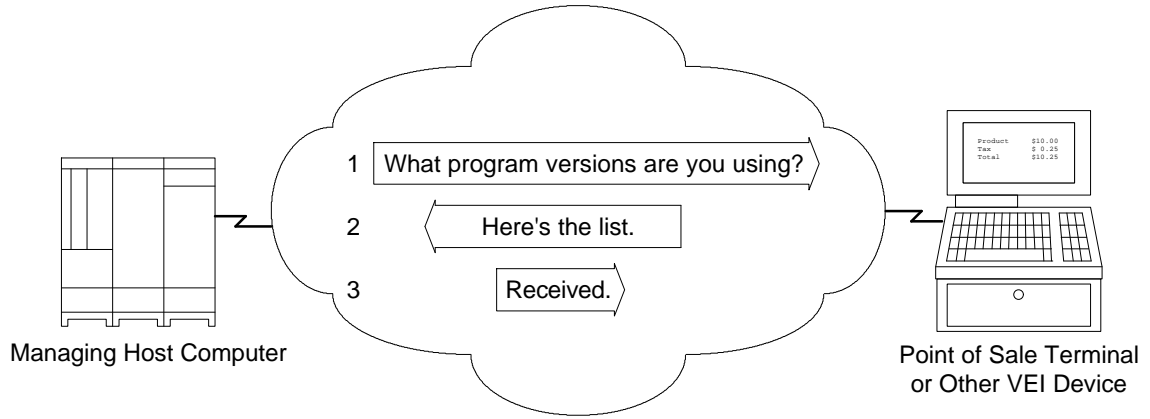 1 What program versions are you using?
2 Here's the list.
3 Received.
Product $10.00
Tax $ 0.25
Total $10.25
Managing Host Computer
Point of Sale Terminal
or Other VEI Device